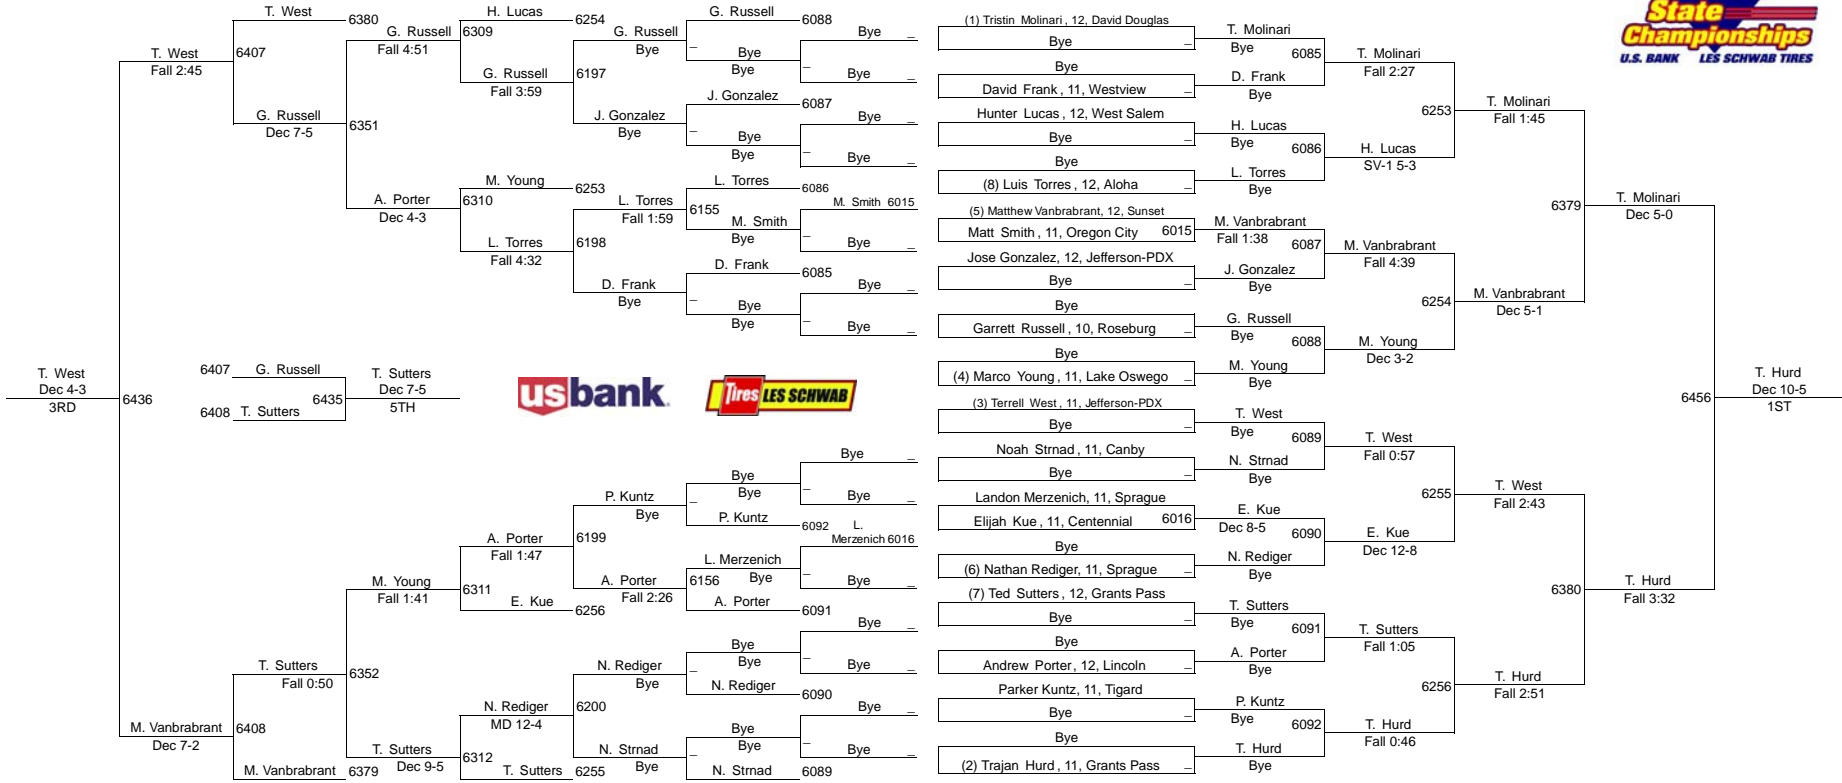 State
Championships
U.S. BANK LES SCHWAB TIRES
T. West
6380
6407
T. West
Fall 2:45
G. Russell
Dec 7-5
6351
G. Russell
Fall 4:51
H. Lucas
6254
6309
G. Russell
Fall 3:59
6197
G. Russell
Bye
G. Russell
6088
_
Bye
Bye
Bye _
_
Bye _
J. Gonzalez
Bye
J. Gonzalez
6087
_
Bye
Bye
Bye _
_
Bye _
A. Porter
Dec 4-3
M. Young
6253
6310
L. Torres
Fall 4:32
6198
L. Torres
Fall 1:59
L. Torres
6086
6155
M. Smith
Bye
M. Smith 6015
_
Bye _
D. Frank
Bye
D. Frank
6085
_
Bye
Bye
Bye _
_
Bye _
T. West
Dec 4-3
3RD
6436
6407 G. Russell
6408 T. Sutters
6435
T. Sutters
Dec 7-5
5TH
usbank.
Tires LES SCHWAB
M. Vanbrabrant
Dec 7-2
6408
T. Sutters
Fall 0:50
M. Vanbrabrant
6379
6352
M. Young
Fall 1:41
6311
A. Porter
Fall 1:47
E. Kue
6256
6199
P. Kuntz
Bye
_
Bye
Bye
P. Kuntz
6092
Bye _
_
Bye _
A. Porter
Fall 2:26
6156
L. Merzenich
Bye
A. Porter
6091
L.
Merzenich 6016
_
Bye _
T. Sutters
Dec 9-5
6312
N. Rediger
MD 12-4
T. Sutters
6255
6200
N. Rediger
Bye
_
Bye
Bye
N. Rediger
6090
Bye _
_
Bye _
N. Strnad
Bye
_
Bye
Bye
N. Strnad
6089
Bye _
_
Bye _
(1) Tristin Molinari, 12, David Douglas
Bye _
Bye
David Frank, 11, Westview _
Hunter Lucas, 12, West Salem
Bye _
Bye
(8) Luis Torres, 12, Aloha _
(5) Matthew Vanbrabrant, 12, Sunset
Matt Smith, 11, Oregon City 6015
Jose Gonzalez, 12, Jefferson-PDX
Bye _
Bye
Garrett Russell, 10, Roseburg _
Bye
(4) Marco Young, 11, Lake Oswego _
(3) Terrell West, 11, Jefferson-PDX
Bye _
Noah Strnad, 11, Canby
Bye _
Landon Merzenich, 11, Sprague
Elijah Kue, 11, Centennial 6016
Bye
(6) Nathan Rediger, 11, Sprague _
(7) Ted Sutters, 12, Grants Pass
Bye _
Bye
Andrew Porter, 12, Lincoln _
Parker Kuntz, 11, Tigard
Bye _
Bye
(2) Trajan Hurd, 11, Grants Pass _
T. Molinari
Bye
6085
D. Frank
Bye
H. Lucas
Bye
6086
L. Torres
Bye
M. Vanbrabrant
Fall 1:38
6087
J. Gonzalez
Bye
G. Russell
Bye
6088
M. Young
Bye
T. West
Bye
6089
N. Strnad
Bye
E. Kue
Dec 8-5
6090
N. Rediger
Bye
T. Sutters
Bye
6091
A. Porter
Bye
P. Kuntz
Bye
6092
T. Hurd
Bye
T. Molinari
Fall 2:27
6253
H. Lucas
SV-1 5-3
M. Vanbrabrant
Fall 4:39
6254
M. Young
Dec 3-2
T. West
Fall 0:57
6255
E. Kue
Dec 12-8
T. Sutters
Fall 1:05
6256
T. Hurd
Fall 0:46
T. Molinari
Fall 1:45
6379
M. Vanbrabrant
Dec 5-1
T. West
Fall 2:43
6380
T. Hurd
Fall 2:51
T. Molinari
Dec 5-0
6456
T. Hurd
Fall 3:32
T. Hurd
Dec 10-5
1ST